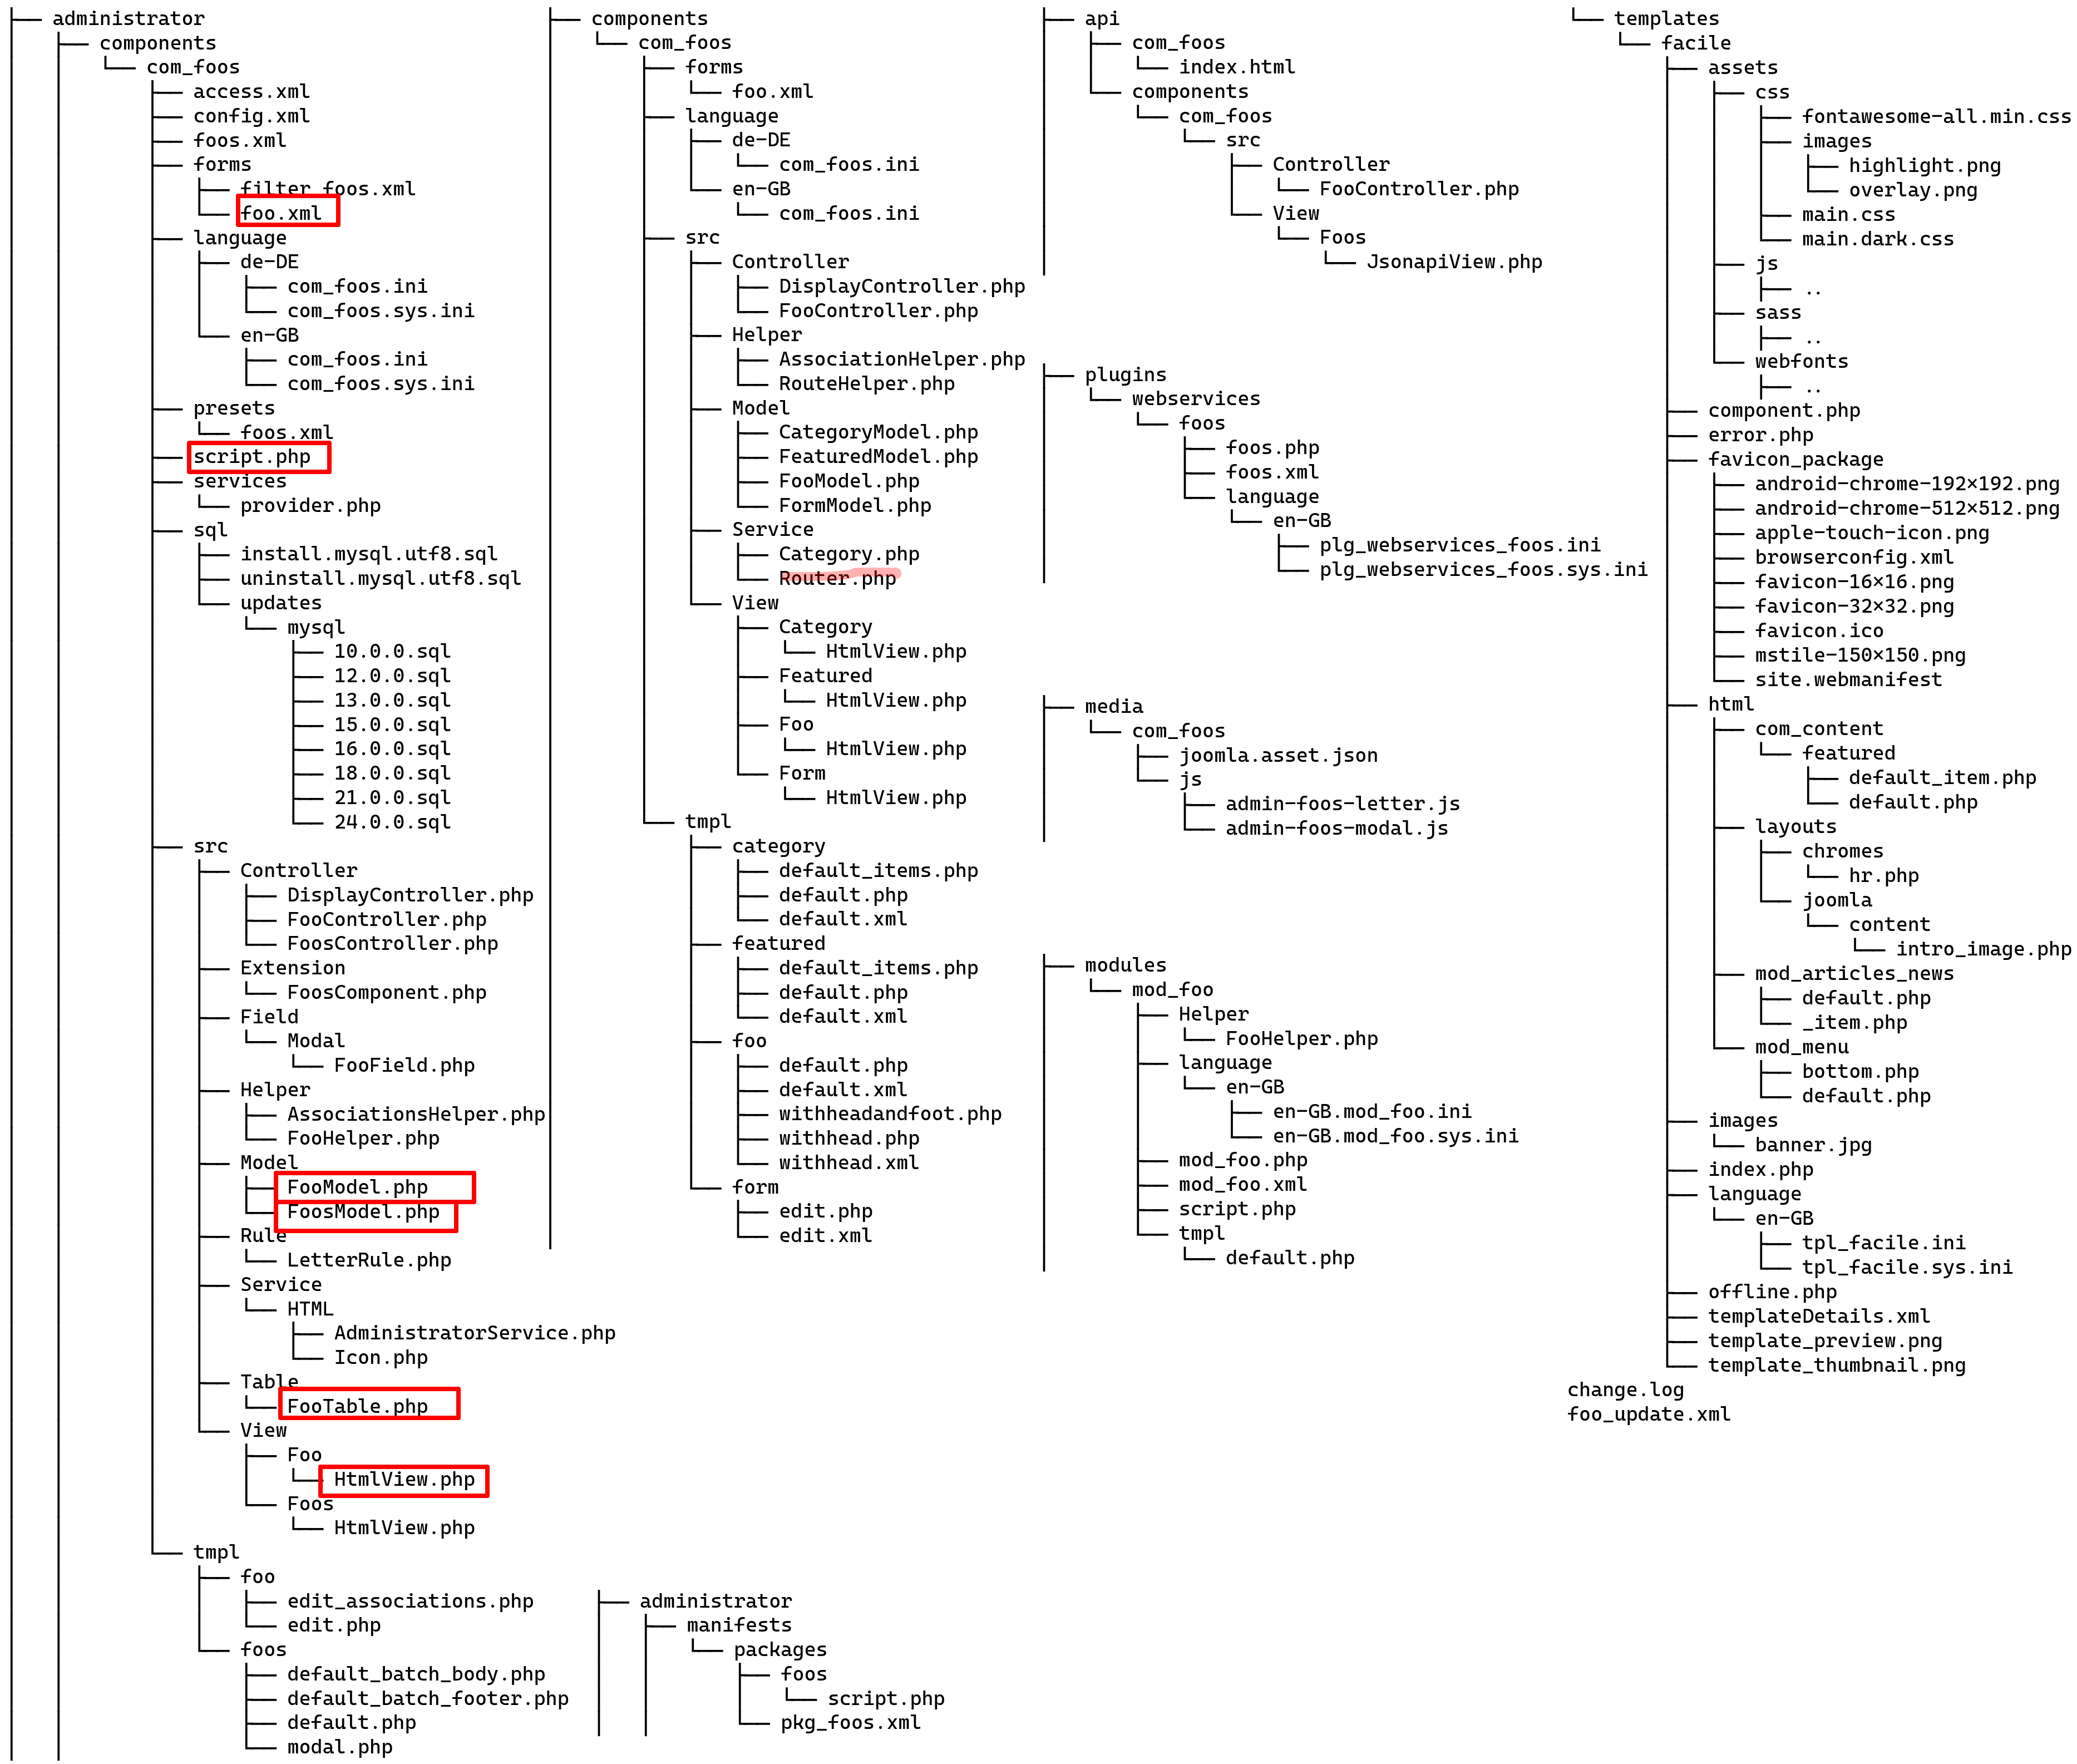 administrator
components
com_foos
access.xml
config.xml
foos.xml
forms
filter_foos.xml
foo.xml
language
de-DE
com_foos.ini
com_foos.sys.ini
en-GB
com_foos.ini
com_foos.sys.ini
presets
foos.xml
script.php
services
provider.php
sql
install.mysql.utf8.sql
uninstall.mysql.utf8.sql
updates
mysql
10.0.0.sql
12.0.0.sql
13.0.0.sql
15.0.0.sql
16.0.0.sql
18.0.0.sql
21.0.0.sql
24.0.0.sql
src
Controller
DisplayController.php
FooController.php
FoosController.php
Extension
FoosComponent.php
Field
Modal
FooField.php
Helper
AssociationsHelper.php
FooHelper.php
Model
FooModel.php
FoosModel.php
Rule
LetterRule.php
Service
HTML
AdministratorService.php
Icon.php
Table
FooTable.php
View
Foo
HtmlView.php
Foos
HtmlView.php
tmpl
foo
edit_associations.php
edit.php
foos
default_batch_body.php
default_batch_footer.php
default.php
modal.php
components
com_foos
forms
foo.xml
language
de-DE
com_foos.ini
en-GB
com_foos.ini
src
Controller
DisplayController.php
FooController.php
Helper
AssociationHelper.php
RouteHelper.php
Model
CategoryModel.php
FeaturedModel.php
FooModel.php
FormModel.php
Service
Category.php
Router.php
View
Category
HtmlView.php
Featured
HtmlView.php
Foo
HtmlView.php
Form
HtmlView.php
tmpl
category
default_items.php
default.php
default.xml
featured
default_items.php
default.php
default.xml
foo
default.php
default.xml
withheadandfoot.php
withhead.php
withhead.xml
form
edit.php
edit.xml
administrator
manifests
packages
foos
script.php
pkg_foos.xml
api
com_foos
index.html
components
com_foos
src
Controller
FooController.php
View
Foos
JsonapiView.php
plugins
webservices
foos
foos.php
foos.xml
language
en-GB
plg_webservices_foos.ini
plg_webservices_foos.sys.ini
media
com_foos
joomla.asset.json
js
admin-foos-letter.js
admin-foos-modal.js
modules
mod_foo
Helper
FooHelper.php
language
en-GB
en-GB.mod_foo.ini
en-GB.mod_foo.sys.ini
mod_foo.php
mod_foo.xml
script.php
tmpl
default.php
templates
facile
assets
css
fontawesome-all.min.css
images
highlight.png
overlay.png
main.css
main.dark.css
js
..
sass
..
webfonts
..
component.php
error.php
favicon_package
android-chrome-192×192.png
android-chrome-512×512.png
apple-touch-icon.png
browserconfig.xml
favicon-16×16.png
favicon-32×32.png
favicon.ico
mstile-150×150.png
site.webmanifest
html
com_content
featured
default_item.php
default.php
layouts
chromes
hr.php
joomla
content
intro_image.php
mod_articles_news
default.php
_item.php
mod_menu
bottom.php
default.php
images
banner.jpg
index.php
language
en-GB
tpl_facile.ini
tpl_facile.sys.ini
offline.php
templateDetails.xml
template_preview.png
template_thumbnail.png
change.log
foo_update.xml